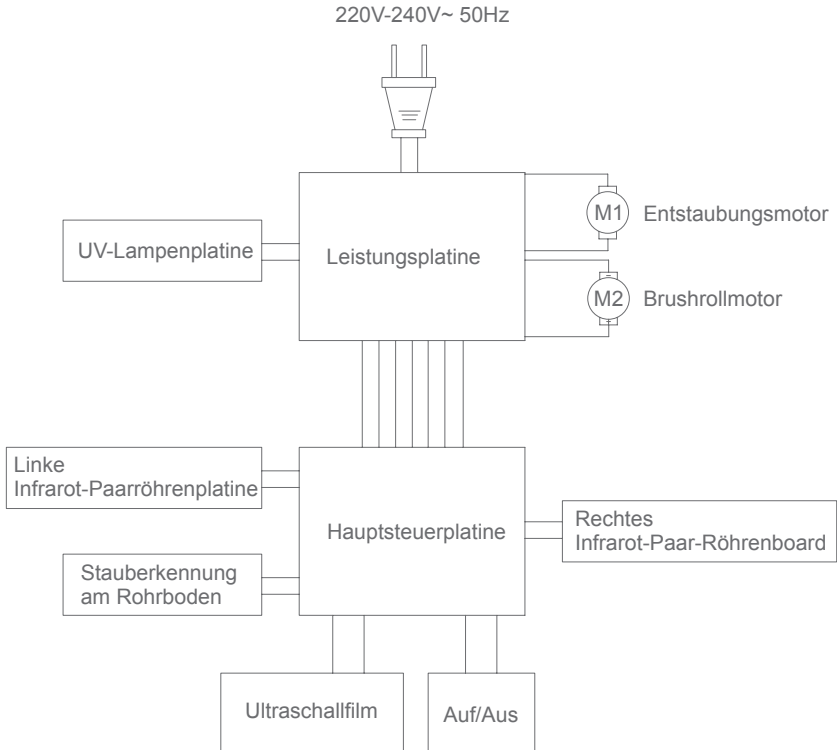 220V-240V~ 50Hz
M1
Entstaubungsmotor
UV-Lampenplatine
Leistungsplatine
M2
Brushrollmotor
Linke
Infrarot-Paarröhrenplatine
Hauptsteuerplatine
Rechtes
Infrarot-Paar-Röhrenboard
Stauberkennung
am Rohrboden
Ultraschallfilm
Auf/Aus